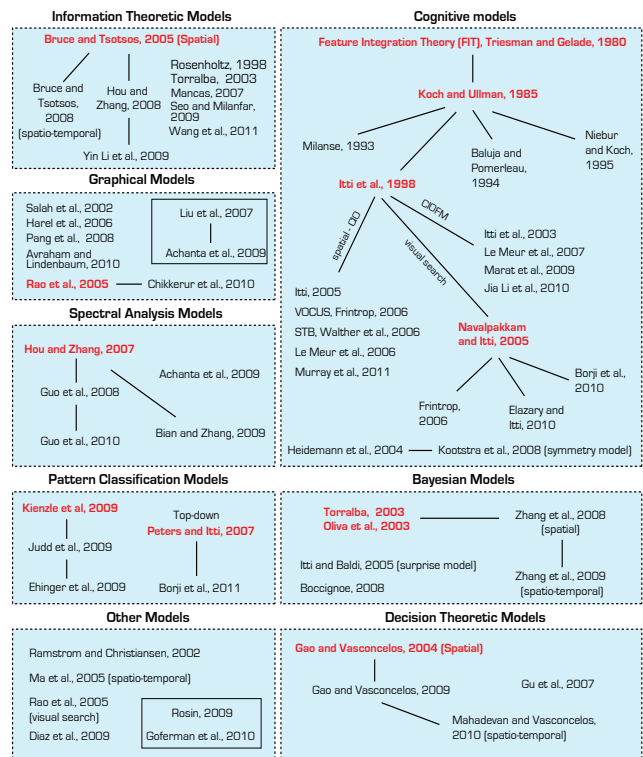 Information Theoretic Models
Bruce and Tsotsos, 2005 (Spatial)
Bruce and
Tsotsos,
2008
(spatio-temporal)
Hou and
Zhang, 2008
Yin Li et al., 2009
Rosenholtz, 1998
Torralba, 2003
Mancas, 2007
Seo and Milanfar,
2009
Wang et al., 2011
Graphical Models
Salah et al., 2002
Harel et al., 2006
Pang et al., 2008
Avraham and
Lindenbaum, 2010
Liu et al., 2007
Achanta et al., 2009
Rao et al., 2005
Chikkerur et al., 2010
Spectral Analysis Models
Hou and Zhang, 2007
Achanta et al., 2009
Guo et al., 2008
Guo et al., 2010
Bian and Zhang, 2009
Cognitive models
Feature Integration Theory (FIT), Triesman and Gelade, 1980
Koch and Ullman, 1985
Milanse, 1993
Baluja and
Pomerleau,
1994
Niebur
and Koch,
1995
Itti et al., 1998
spatial - CIO
visual search
CIOFM
Itti et al., 2003
Le Meur et al., 2007
Marat et al., 2009
Jia Li et al., 2010
Itti, 2005
VOCUS, Frintrop, 2006
STB, Walther et al., 2006
Le Meur et al., 2006
Murray et al., 2011
Navalpakkam
and Itti, 2005
Frintrop,
2006
Elazary and
Itti, 2010
Borji et al.,
2010
Heidemann et al., 2004
Kootstra et al., 2008 (symmetry model)
Pattern Classification Models
Kienzle et al, 2009
Judd et al., 2009
Ehinger et al., 2009
Top-down
Peters and Itti, 2007
Borji et al., 2011
Bayesian Models
Torralba, 2003
Oliva et al., 2003
Zhang et al., 2008
(spatial)
Itti and Baldi, 2005 (surprise model)
Boccignoe, 2008
Zhang et al., 2009
(spatio-temporal)
Other Models
Ramstrom and Christiansen, 2002
Ma et al., 2005 (spatio-temporal)
Rao et al., 2005
(visual search)
Diaz et al., 2009
Rosin, 2009
Goferman et al., 2010
Decision Theoretic Models
Gao and Vasconcelos, 2004 (Spatial)
Gao and Vasconcelos, 2009
Gu et al., 2007
Mahadevan and Vasconcelos,
2010 (spatio-temporal)